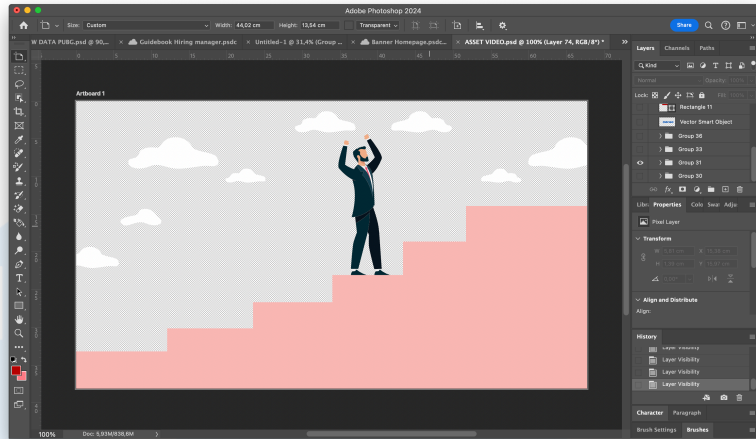 Adobe Photoshop 2024
Size: Custom Width: 44,02 cm Height: 13,54 cm Transparent Share
W DATA PUBG.psd @ 90,... × Guidebook Hiring manager.psdc × Untitled-1 @ 31,4% (Group ... × Banner Homepage.psdc... × ASSET VIDEO.psd @ 100% (Layer 74, RGB/8*) *
Layers Channels Paths
Kind
Normal Opacity:
Lock: Fill:
Artboard 1
Rectangle 11
Vector Smart Object
Group 36
Group 33
Group 31
Group 30
fx
Libr Properties Colc Swat Adju
Pixel Layer
Transform
Align and Distribute
Align:
History
Layer Visibility
Layer Visibility
Layer Visibility
Layer Visibility
Character Paragraph
Brush Settings Brushes
100% Doc: 5,93M/838,8M